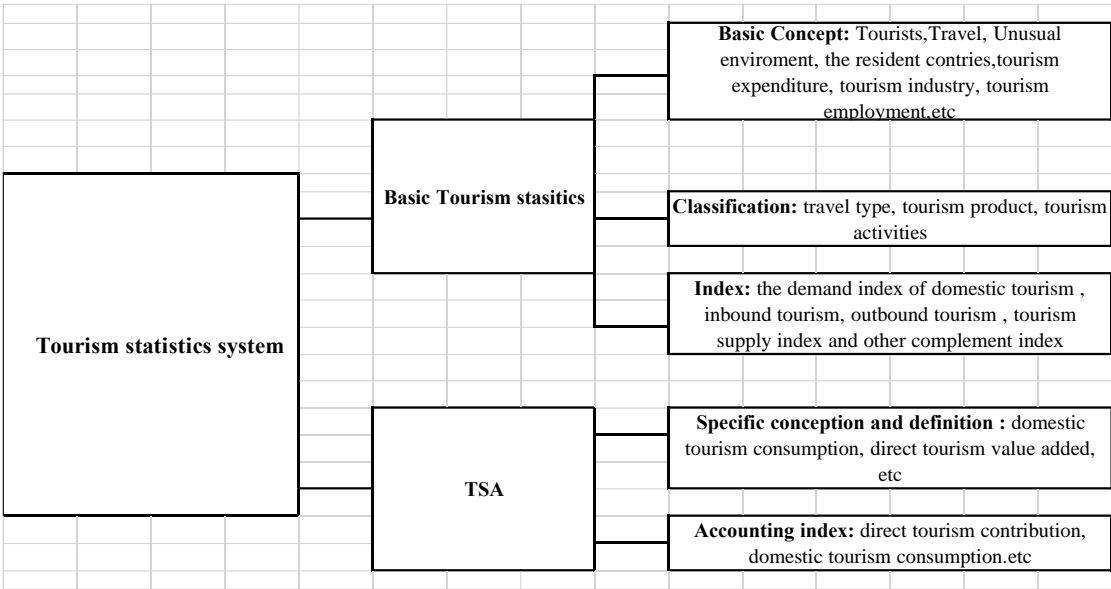 Basic Concept: Tourists,Travel, Unusual
enviroment, the resident contries,tourism
expenditure, tourism industry, tourism
employment,etc
Basic Tourism stasitics
Classification: travel type, tourism product, tourism
activities
Index: the demand index of domestic tourism ,
inbound tourism, outbound tourism , tourism
supply index and other complement index
Tourism statistics system
Specific conception and definition : domestic
tourism consumption, direct tourism value added,
etc
TSA
Accounting index: direct tourism contribution,
domestic tourism consumption.etc